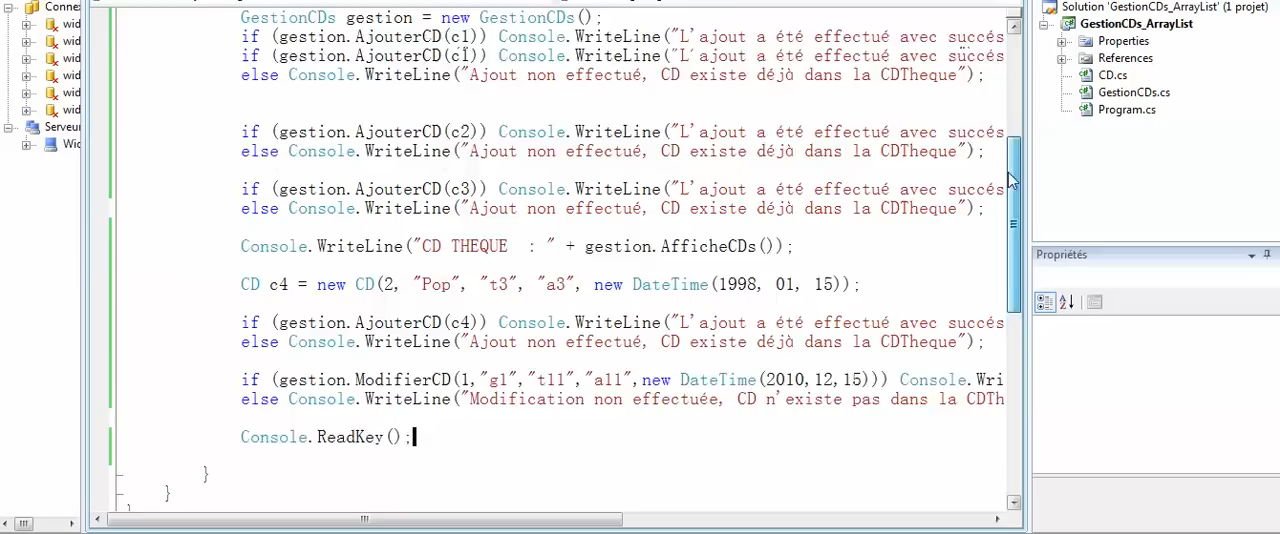 Connex
wid
wid
wid
wid
wid
wid
Serveur
Wic
GestionCDs gestion = new GestionCDs();
if (gestion.AjouterCD(c1)) Console.WriteLine("L'ajout a été effectué avec succés
if (gestion.AjouterCD(c1)) Console.WriteLine("L'ajout a été effectué avec succés
else Console.WriteLine("Ajout non effectué, CD existe déjà dans la CDTheque");
if (gestion.AjouterCD(c2)) Console.WriteLine("L'ajout a été effectué avec succés
else Console.WriteLine("Ajout non effectué, CD existe déjà dans la CDTheque");
if (gestion.AjouterCD(c3)) Console.WriteLine("L'ajout a été effectué avec succés
else Console.WriteLine("Ajout non effectué, CD existe déjà dans la CDTheque");
Console.WriteLine("CD THEQUE  : " + gestion.AfficheCDs());
CD c4 = new CD(2, "Pop", "t3", "a3", new DateTime(1998, 01, 15));
if (gestion.AjouterCD(c4)) Console.WriteLine("L'ajout a été effectué avec succés
else Console.WriteLine("Ajout non effectué, CD existe déjà dans la CDTheque");
if (gestion.ModifierCD(1,"g1","t11","a11",new DateTime(2010,12,15))) Console.Wri
else Console.WriteLine("Modification non effectuée, CD n'existe pas dans la CDTh
Console.ReadKey();
}
}
}
Solution 'GestionCDs_ArrayList' (1 projet)
GestionCDs_ArrayList
Properties
References
CD.cs
GestionCDs.cs
Program.cs
Propriétés